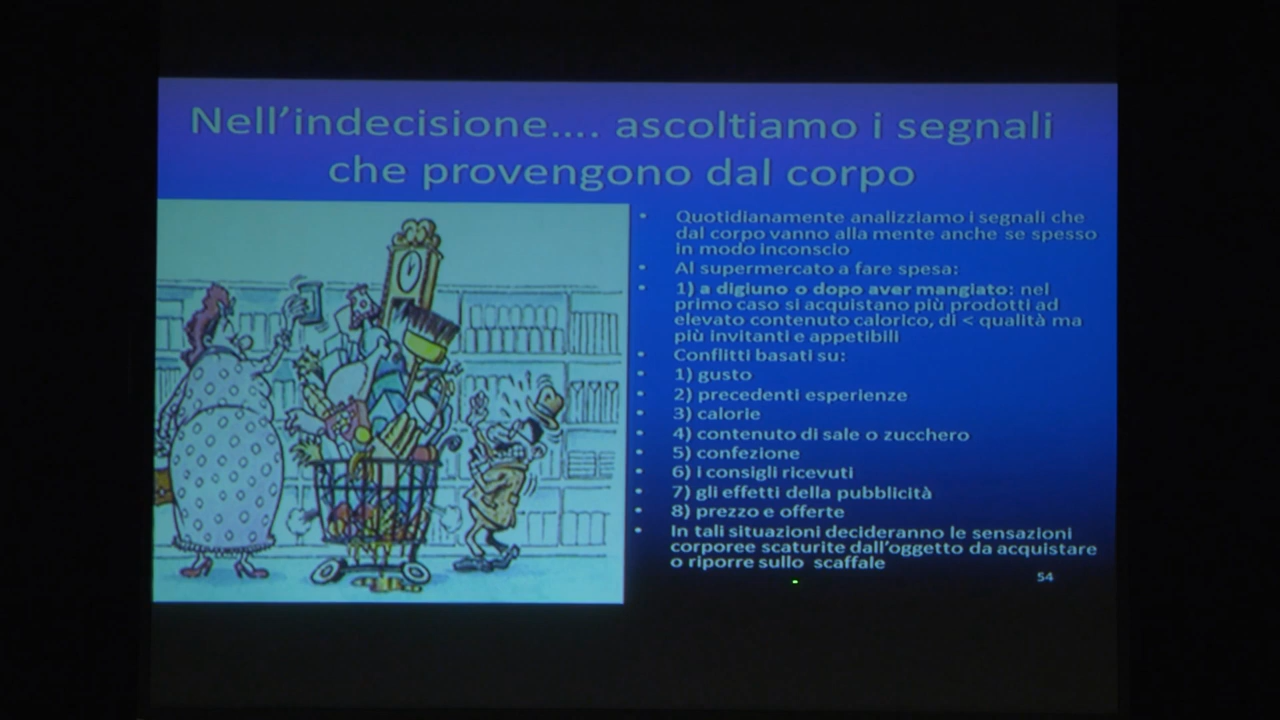 Nell'indecisione.... ascoltiamo i segnali
che provengono dal corpo
• Quotidianamente analizziamo i segnali che
dal corpo vanno alla mente anche se spesso
in modo inconscio
• Al supermercato a fare spesa:
• 1) a digiuno o dopo aver mangiato: nel
primo caso si acquistano più prodotti ad
elevato contenuto calorico, di < qualità ma
più invitanti e appetibili
• Conflitti basati su:
• 1) gusto
• 2) precedenti esperienze
• 3) calorie
• 4) contenuto di sale o zucchero
• 5) confezione
• 6) i consigli ricevuti
• 7) gli effetti della pubblicità
• 8) prezzo e offerte
• In tali situazioni decideranno le sensazioni
corporee scaturite dall'oggetto da acquistare
o riporre sullo scaffale
54